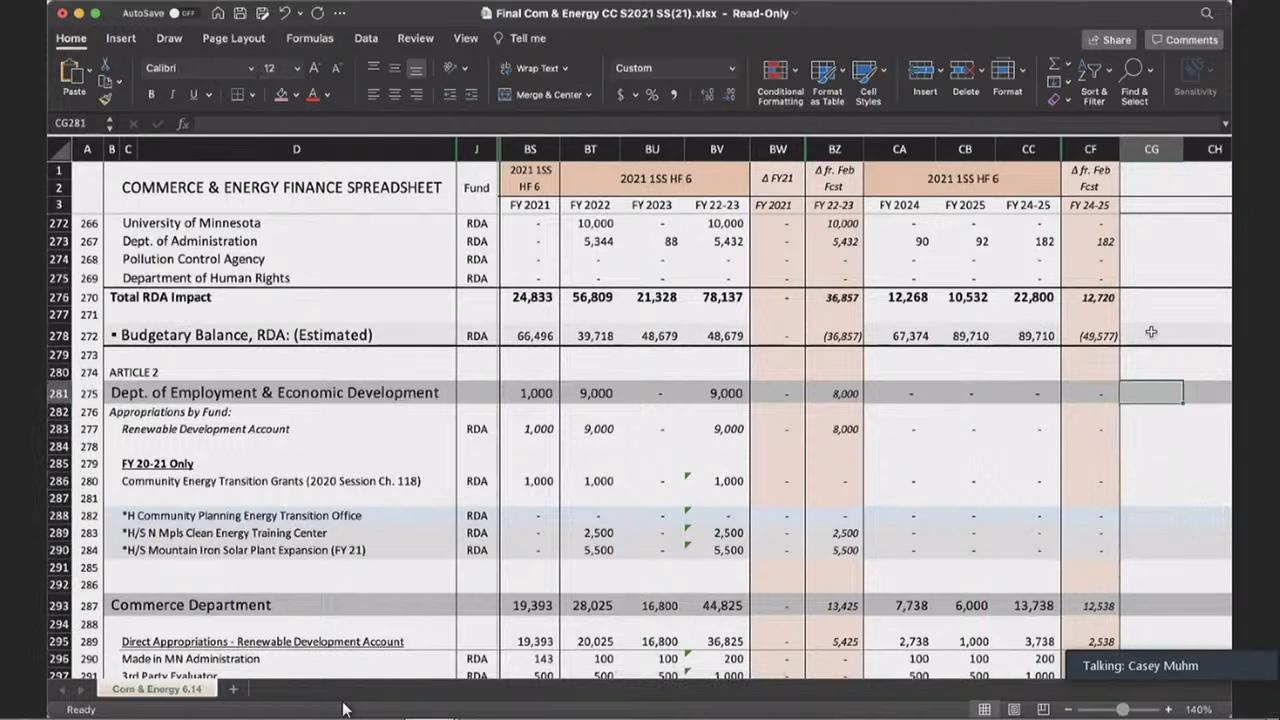 AutoSave OFF ... Final Com & Energy CC S2021 SS(21).xlsx - Read-Only
Home Insert Draw Page Layout Formulas Data Review View Tell me Share Comments
Paste Calibri 12 Wrap Text Custom Conditional Formatting Format as Table Cell Styles Insert Delete Format Sort & Filter Find & Select Sensitivity
B I U Merge & Center $ %
CG281 fx
A B C D J BS BT BU BV BW BZ CA CB CC CF CG CH
1 2021 1SS Δ fr. Feb Δ fr. Feb
2 COMMERCE & ENERGY FINANCE SPREADSHEET Fund HF 6 2021 1SS HF 6 Δ FY21 Fcst 2021 1SS HF 6 Fcst
3 FY 2021 FY 2022 FY 2023 FY 22-23 FY 2021 FY 22-23 FY 2024 FY 2025 FY 24-25 FY 24-25
272 266 University of Minnesota RDA - 10,000 - 10,000 10,000 - - - -
273 267 Dept. of Administration RDA - 5,344 88 5,432 5,432 90 92 182 182
274 268 Pollution Control Agency RDA - - - - - - - - -
275 269 Department of Human Rights RDA - - - - - - - - -
276 270 Total RDA Impact 24,833 56,809 21,328 78,137 - 36,857 12,268 10,532 22,800 12,720
277 271
278 272 ▪ Budgetary Balance, RDA: (Estimated) RDA 66,496 39,718 48,679 48,679 - (36,857) 67,374 89,710 89,710 (49,577)
279 273
280 274 ARTICLE 2
281 275 Dept. of Employment & Economic Development 1,000 9,000 - 9,000 - 8,000 - - - -
282 276 Appropriations by Fund:
283 277 Renewable Development Account RDA 1,000 9,000 - 9,000 - 8,000 - - - -
284 278
285 279 FY 20-21 Only
286 280 Community Energy Transition Grants (2020 Session Ch. 118) RDA 1,000 1,000 - 1,000 - - - - - -
287 281
288 282 *H Community Planning Energy Transition Office RDA - - - - - - - - - -
289 283 *H/S N Mpls Clean Energy Training Center RDA - 2,500 - 2,500 - 2,500 - - - -
290 284 *H/S Mountain Iron Solar Plant Expansion (FY 21) RDA - 5,500 - 5,500 - 5,500 - - - -
291 285
292 286
293 287 Commerce Department 19,393 28,025 16,800 44,825 - 13,425 7,738 6,000 13,738 12,538
294 288
295 289 Direct Appropriations - Renewable Development Account 19,393 20,025 16,800 36,825 - 5,425 2,738 1,000 3,738 2,538
296 290 Made in MN Administration RDA 143 100 100 200 - - 100 100 200
297 291 3rd Party Evaluator RDA 500 500 500 1,000 500 500 1,000
Talking: Casey Muhm
Com & Energy 6.14 +
Ready 140%